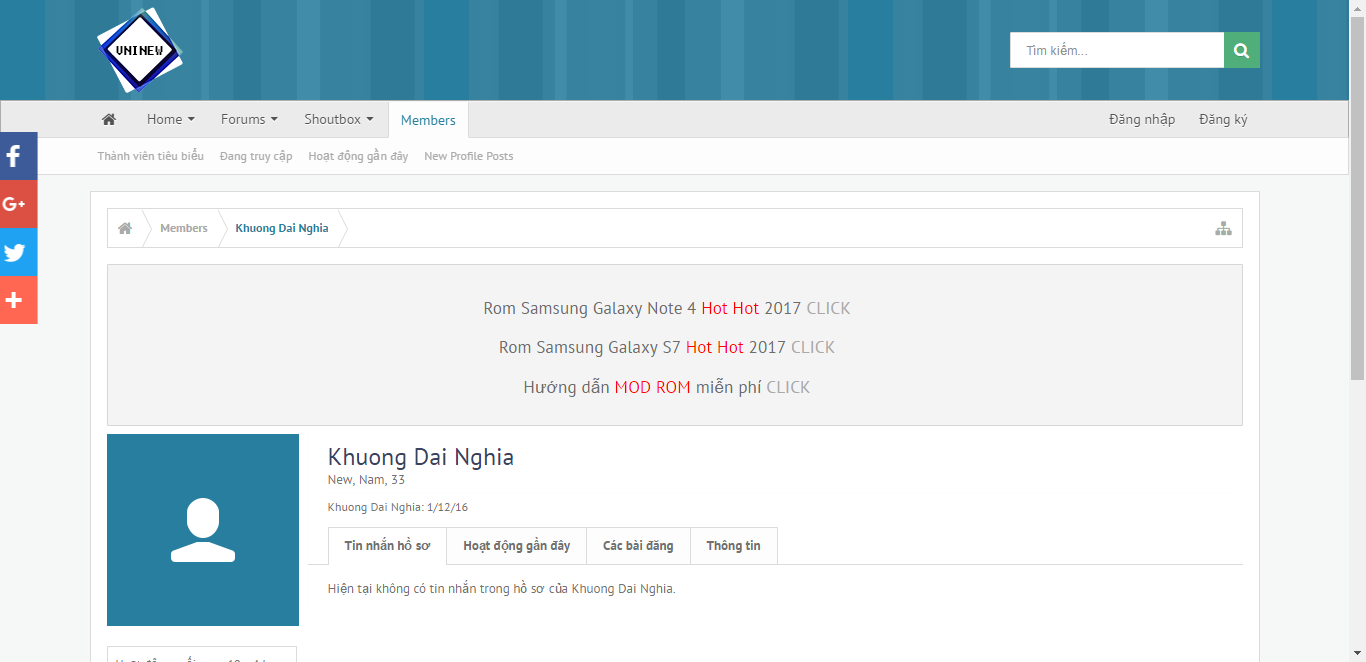 UNINEW
Tìm kiếm...
Home Forums Shoutbox Members Đăng nhập Đăng ký
Thành viên tiêu biểu Đang truy cập Hoạt động gần đây New Profile Posts
Members Khuong Dai Nghia
Rom Samsung Galaxy Note 4 Hot Hot 2017 CLICK
Rom Samsung Galaxy S7 Hot Hot 2017 CLICK
Hướng dẫn MOD ROM miễn phí CLICK
Khuong Dai Nghia
New, Nam, 33
Khuong Dai Nghia: 1/12/16
Tin nhắn hồ sơ Hoạt động gần đây Các bài đăng Thông tin
Hiện tại không có tin nhắn trong hồ sơ của Khuong Dai Nghia.